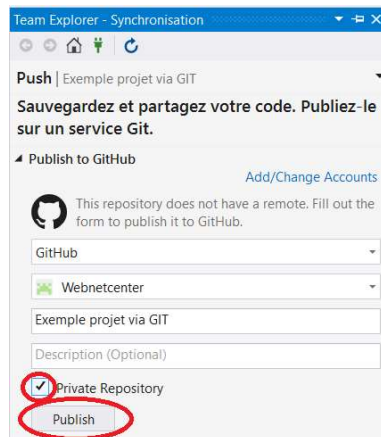 Team Explorer - Synchronisation
Push | Exemple projet via GIT
Sauvegardez et partagez votre code. Publiez-le
sur un service Git.
Publish to GitHub
Add/Change Accounts
This repository does not have a remote. Fill out the
form to publish it to GitHub.
GitHub
Webnetcenter
Exemple projet via GIT
Description (Optional)
Private Repository
Publish